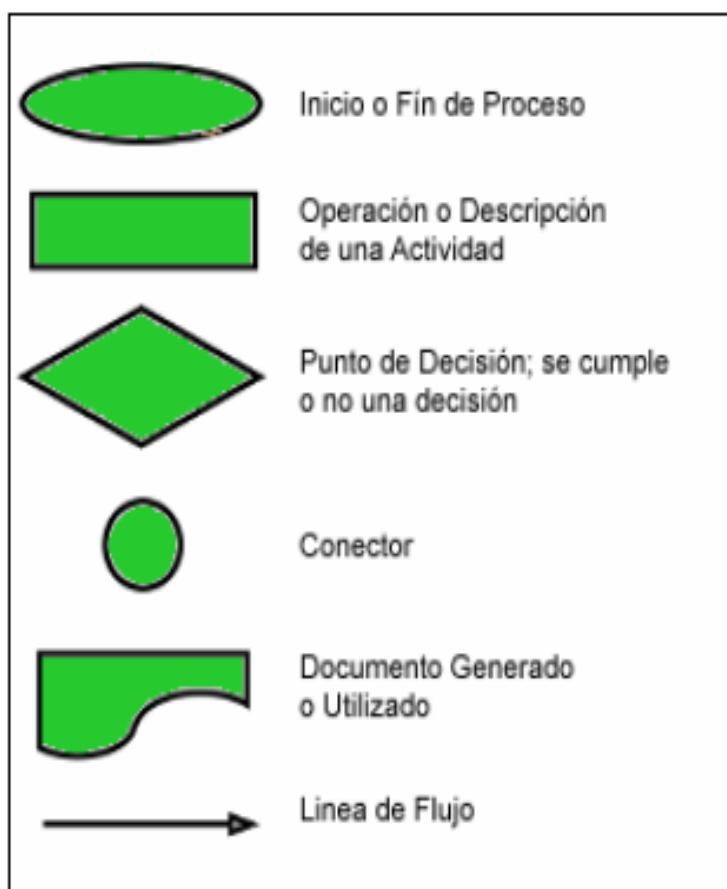 Inicio o Fín de Proceso
Operación o Descripción
de una Actividad
Punto de Decisión; se cumple
o no una decisión
Conector
Documento Generado
o Utilizado
Linea de Flujo